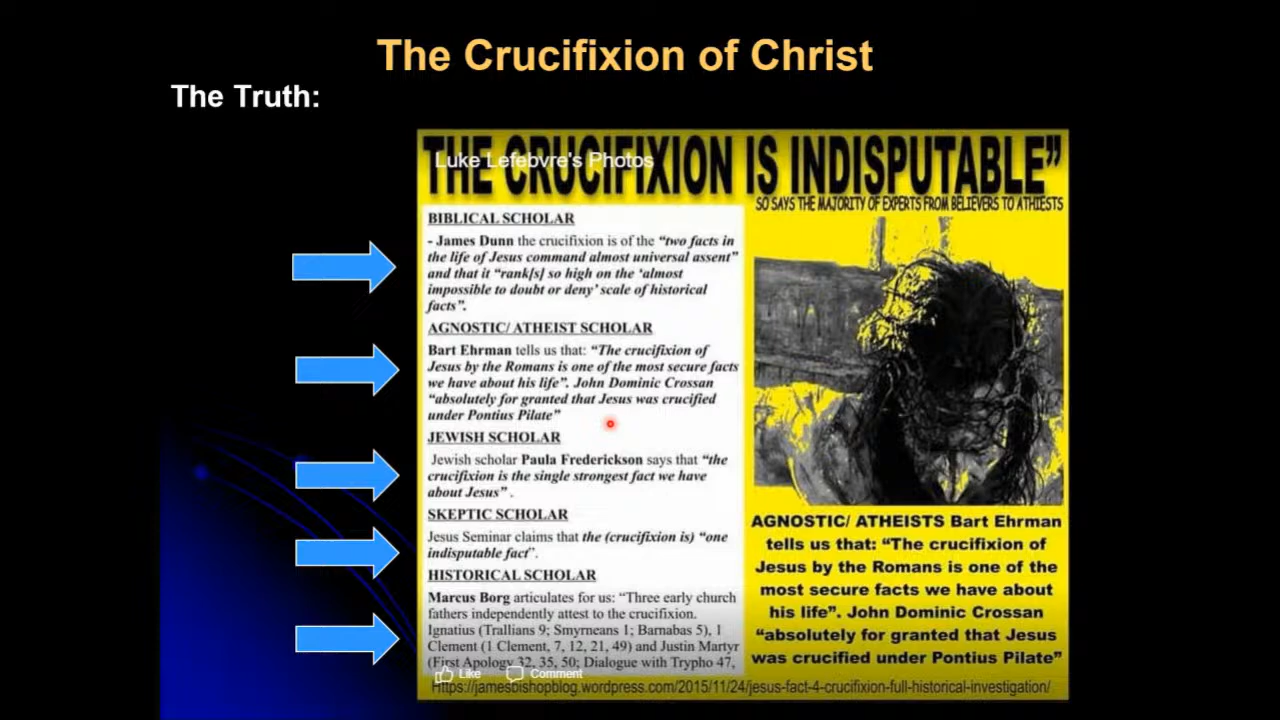 The Crucifixion of Christ
The Truth:
THE CRUCIFIXION IS INDISPUTABLE”
Luke Lefebvre's Photos
SO SAYS THE MAJORITY OF EXPERTS FROM BELIEVERS TO ATHIESTS
BIBLICAL SCHOLAR
- James Dunn the crucifixion is of the “two facts in
the life of Jesus command almost universal assent”
and that it “rank[s] so high on the ‘almost
impossible to doubt or deny’ scale of historical
facts”.
AGNOSTIC/ ATHEIST SCHOLAR
Bart Ehrman tells us that: “The crucifixion of
Jesus by the Romans is one of the most secure facts
we have about his life”. John Dominic Crossan
“absolutely for granted that Jesus was crucified
under Pontius Pilate”
JEWISH SCHOLAR
Jewish scholar Paula Frederickson says that “the
crucifixion is the single strongest fact we have
about Jesus” .
SKEPTIC SCHOLAR
Jesus Seminar claims that the (crucifixion is) “one
indisputable fact”.
HISTORICAL SCHOLAR
Marcus Borg articulates for us: “Three early church
fathers independently attest to the crucifixion.
Ignatius (Trallians 9; Smyrneans 1; Barnabas 5), 1
Clement (1 Clement, 7, 12, 21, 49) and Justin Martyr
(First Apology 32, 35, 50; Dialogue with Trypho 47,
Like Comment
AGNOSTIC/ ATHEISTS Bart Ehrman
tells us that: “The crucifixion of
Jesus by the Romans is one of the
most secure facts we have about
his life”. John Dominic Crossan
“absolutely for granted that Jesus
was crucified under Pontius Pilate”
Https://jamesbishopblog.wordpress.com/2015/11/24/jesus-fact-4-crucifixion-full-historical-investigation/